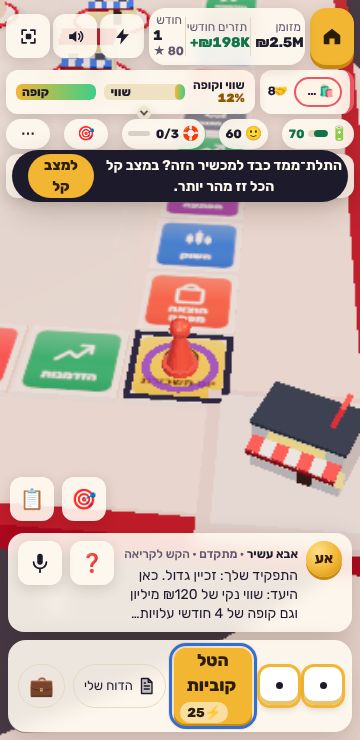 מזומן
₪2.5M
תזרים חודשי
+₪198K
חודש
1
★ 80
8
...
שווי וקופה
12%
שווי
קופה
70
60
0/3
...
התלת־ממד כבד למכשיר הזה? במצב קל
הכל זז מהר יותר.
למצב
קל
השוק
הזדמנות
אע
אבא עשיר • מתקדם • הקש לקריאה
התפקיד שלך: זכיין גדול. כאן
היעד: שווי נקי של ₪120 מיליון
וגם קופה של 4 חודשי עלויות...
הטל
קוביות
25
הדוח שלי